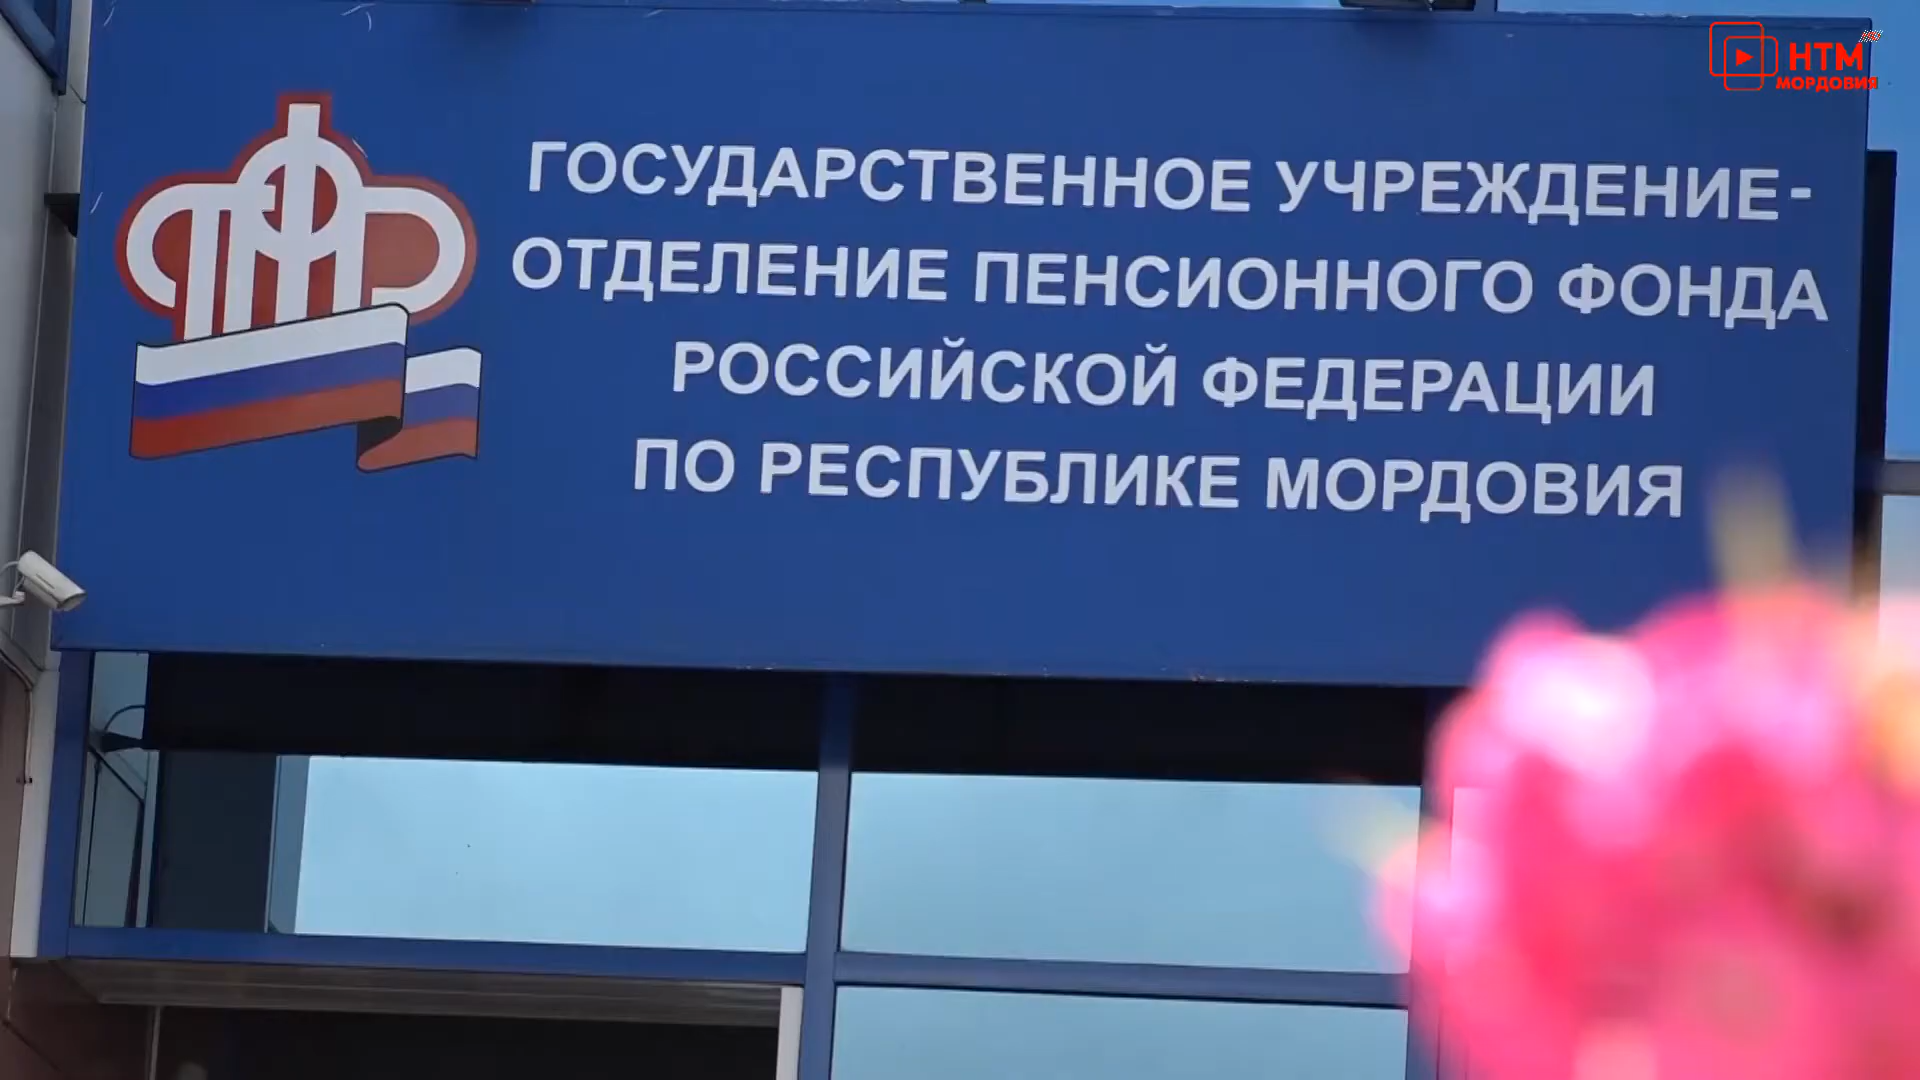 ГОСУДАРСТВЕННОЕ УЧРЕЖДЕНИЕ-
ОТДЕЛЕНИЕ ПЕНСИОННОГО ФОНДА
РОССИЙСКОЙ ФЕДЕРАЦИИ
ПО РЕСПУБЛИКЕ МОРДОВИЯ
НТМ
МОРДОВИЯ